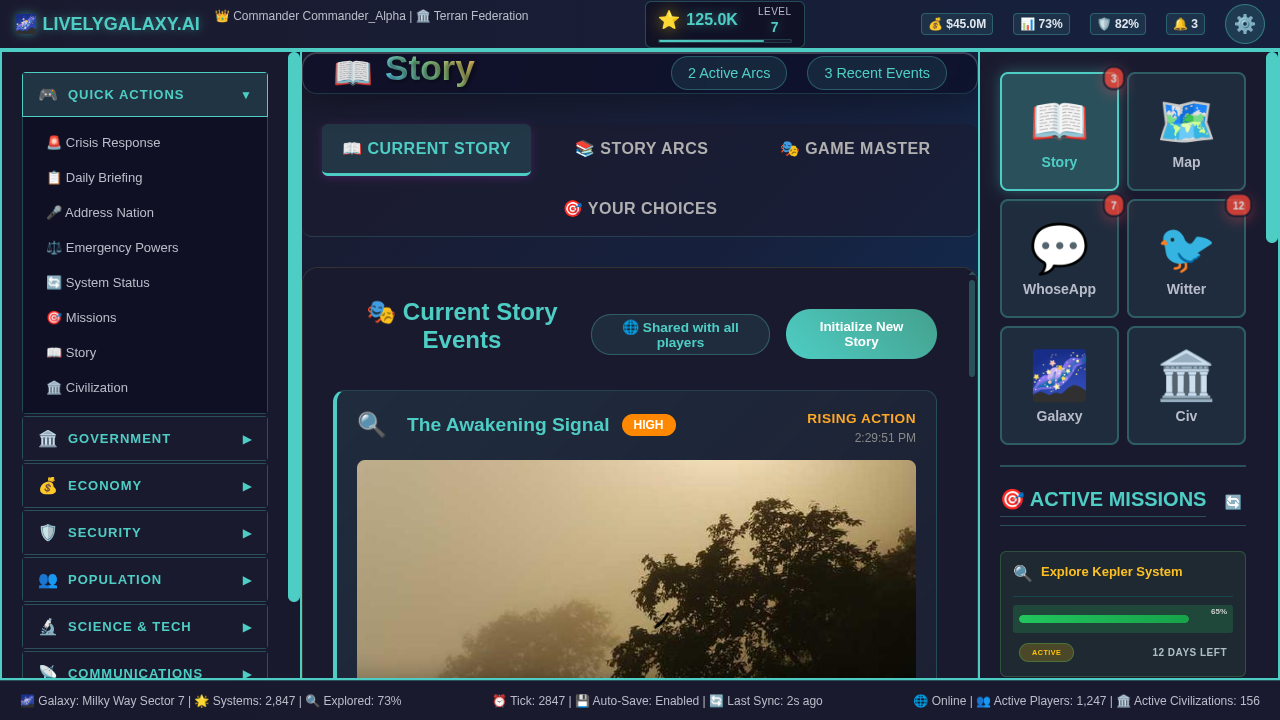 🌌 LIVELYGALAXY.AI
👑 Commander Commander_Alpha | 🏛️ Terran Federation
⭐ 125.0K
LEVEL
7
💰 $45.0M
📊 73%
🛡️ 82%
🔔 3
⚙️
🎮 QUICK ACTIONS ▼
🚨 Crisis Response
📋 Daily Briefing
🎤 Address Nation
⚖️ Emergency Powers
🔄 System Status
🎯 Missions
📖 Story
🏛️ Civilization
🏛️ GOVERNMENT ▶
💰 ECONOMY ▶
🛡️ SECURITY ▶
👥 POPULATION ▶
🔬 SCIENCE & TECH ▶
📡 COMMUNICATIONS ▶
📖 Story
2 Active Arcs
3 Recent Events
📖 CURRENT STORY
📚 STORY ARCS
🎭 GAME MASTER
🎯 YOUR CHOICES
🎭 Current Story
Events
🌐 Shared with all
players
Initialize New
Story
🔍 The Awakening Signal
HIGH
RISING ACTION
2:29:51 PM
3
📖
Story
🗺️
Map
7
💬
WhoseApp
12
🐦
Witter
🌌
Galaxy
🏛️
Civ
🎯 ACTIVE MISSIONS 🔄
🔍 Explore Kepler System
65%
ACTIVE
12 DAYS LEFT
🌌 Galaxy: Milky Way Sector 7 | 🌟 Systems: 2,847 | 🔍 Explored: 73%
⏰ Tick: 2847 | 💾 Auto-Save: Enabled | 🔄 Last Sync: 2s ago
🌐 Online | 👥 Active Players: 1,247 | 🏛️ Active Civilizations: 156